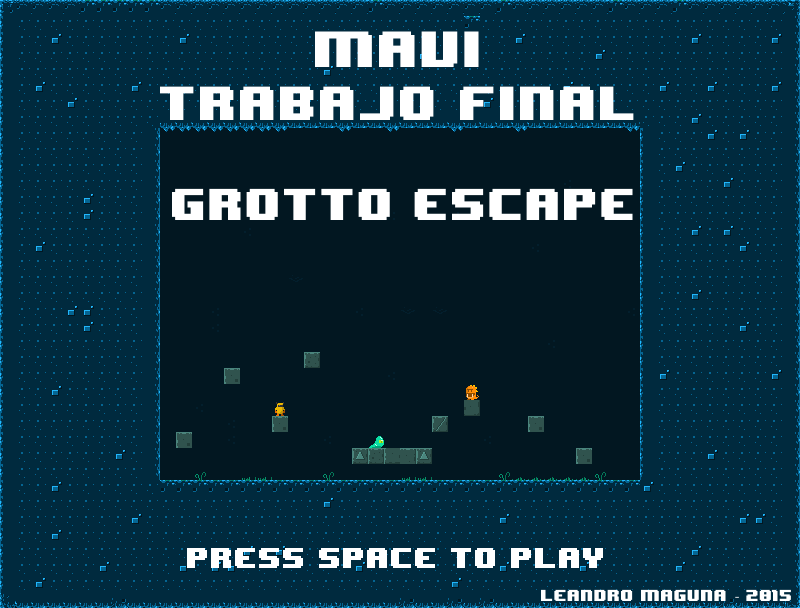 MAVI
TRABAJO FINAL
GROTTO ESCAPE
PRESS SPACE TO PLAY
LEANDRO MAGUNA - 2015